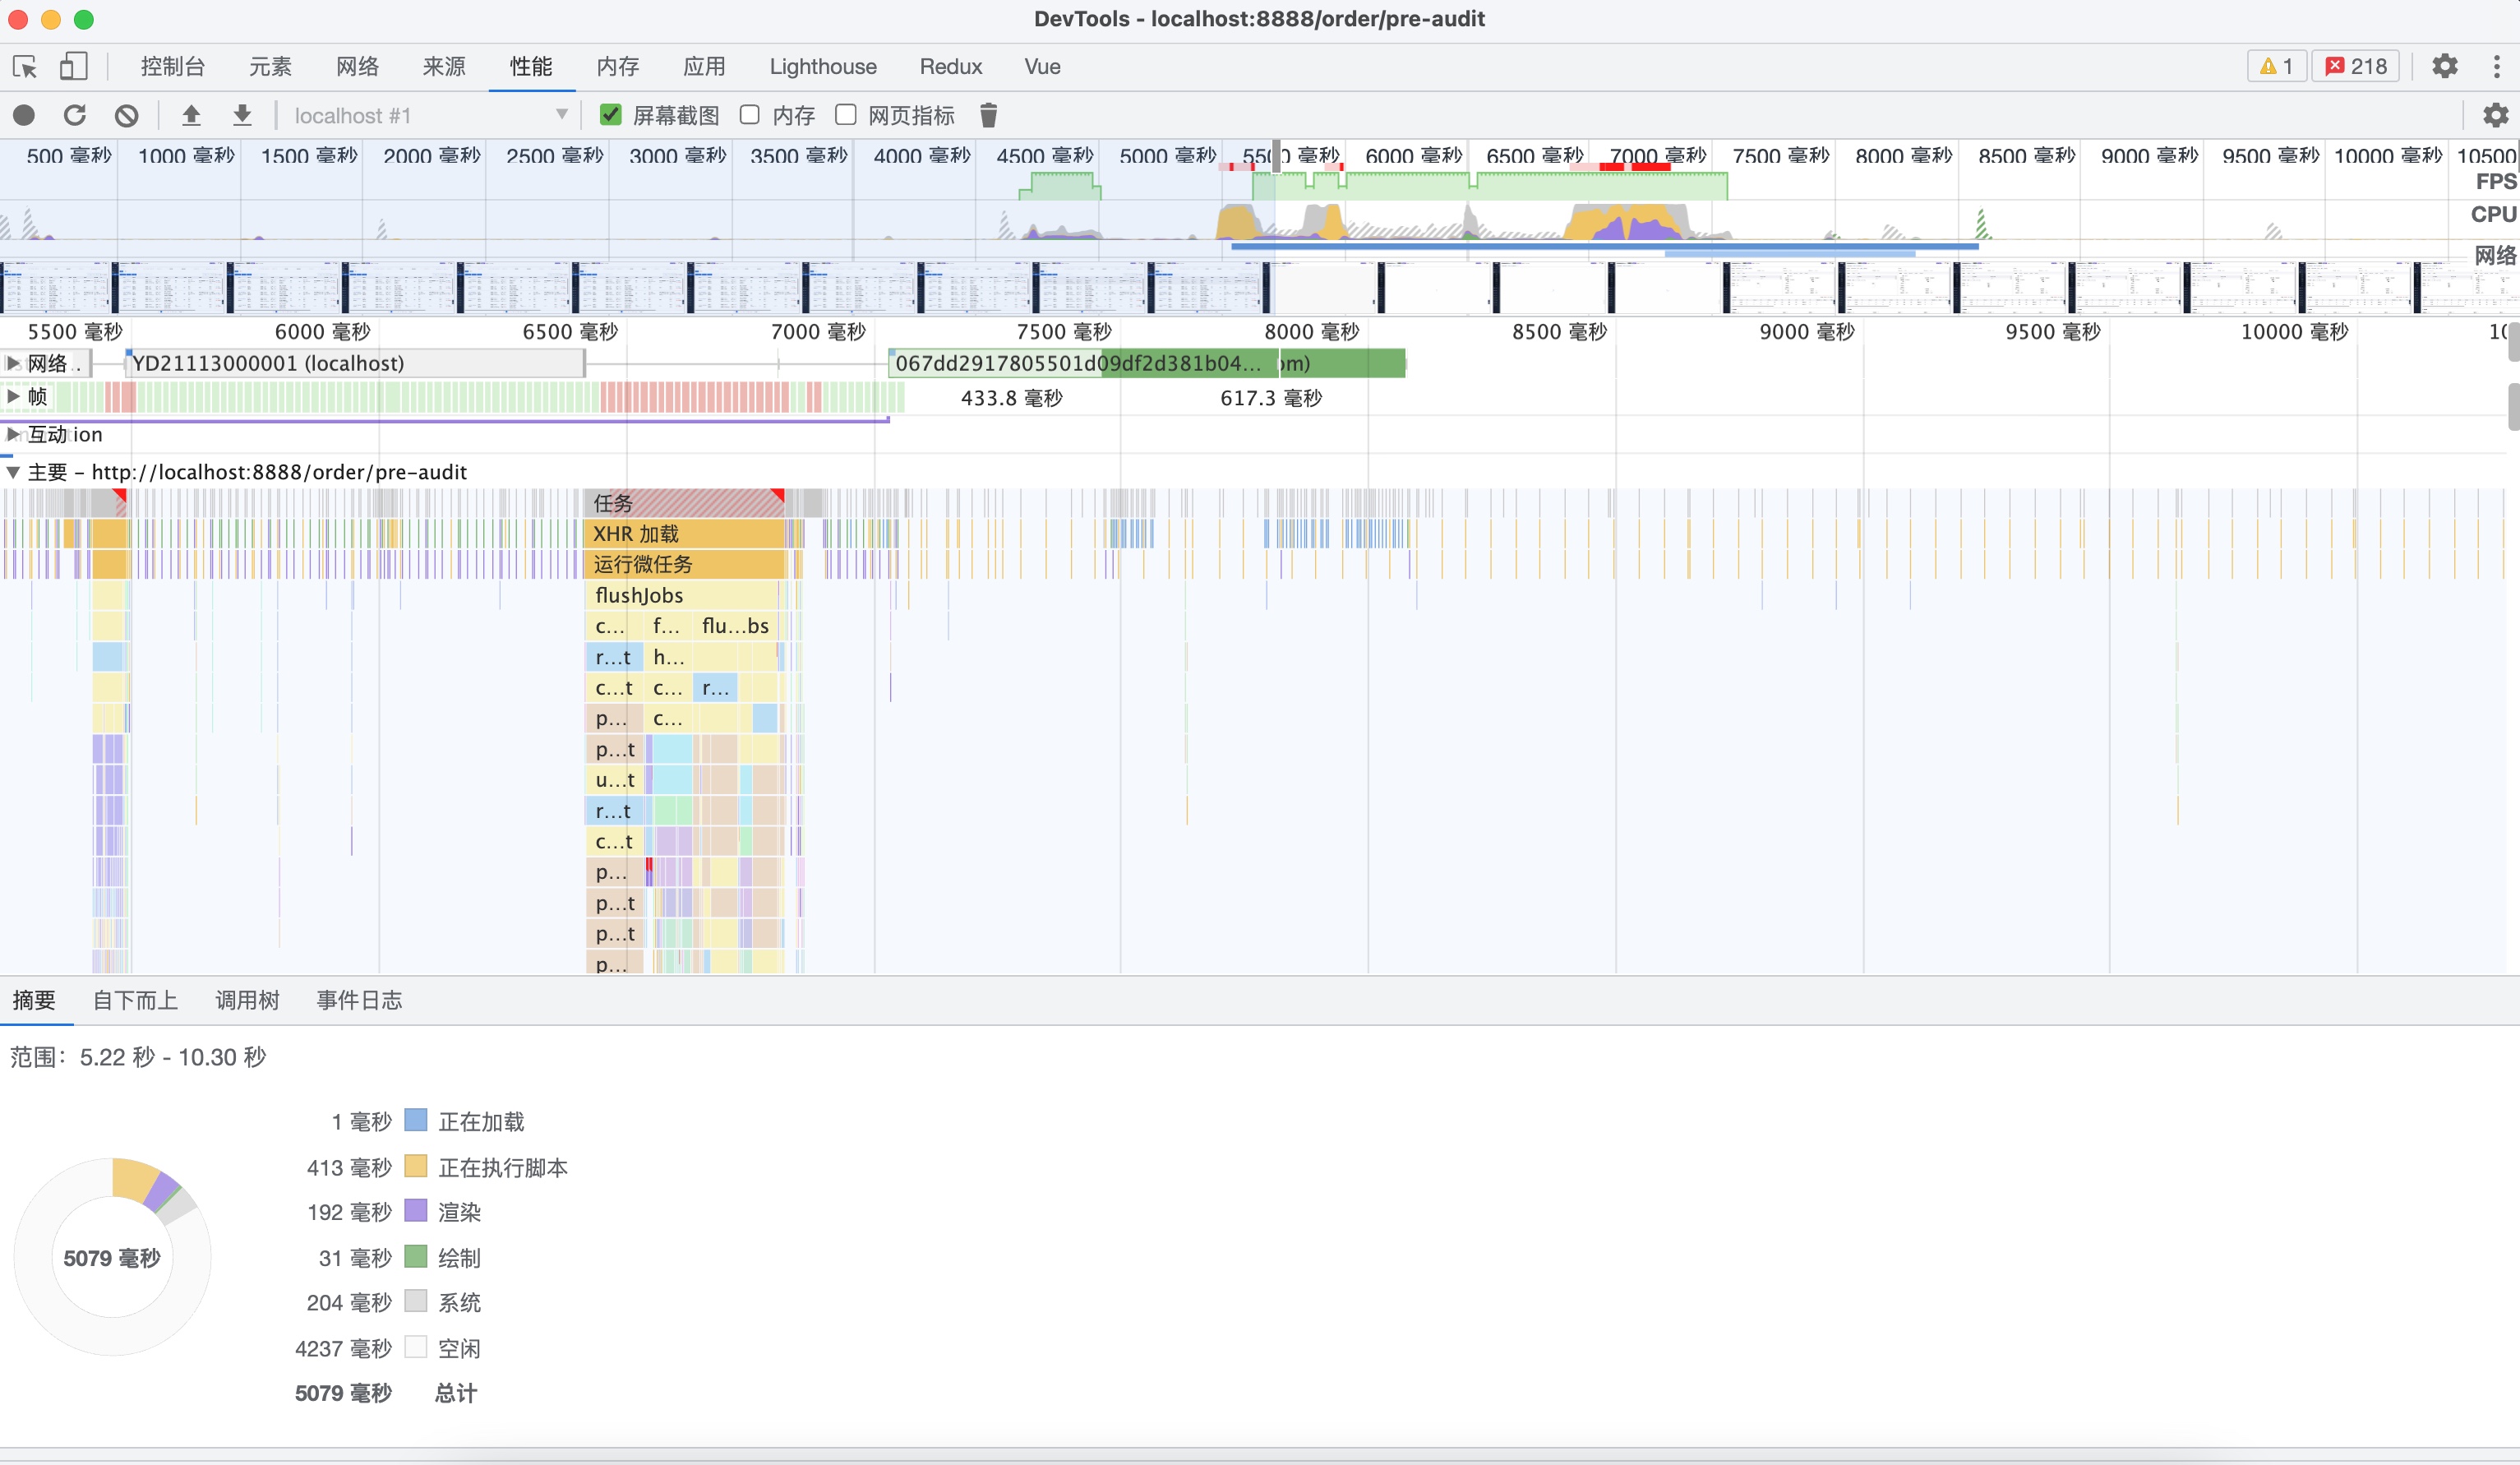 DevTools - localhost:8888/order/pre-audit
控制台 元素 网络 来源 性能 内存 应用 Lighthouse Redux Vue 1 218
localhost #1 屏幕截图 内存 网页指标
500 毫秒 1000 毫秒 1500 毫秒 2000 毫秒 2500 毫秒 3000 毫秒 3500 毫秒 4000 毫秒 4500 毫秒 5000 毫秒 5500 毫秒 6000 毫秒 6500 毫秒 7000 毫秒 7500 毫秒 8000 毫秒 8500 毫秒 9000 毫秒 9500 毫秒 10000 毫秒 10500
FPS
CPU
网络
5500 毫秒 6000 毫秒 6500 毫秒 7000 毫秒 7500 毫秒 8000 毫秒 8500 毫秒 9000 毫秒 9500 毫秒 10000 毫秒
网络 YD21113000001 (localhost) 067dd2917805501d09df2d381b04… om)
帧 433.8 毫秒 617.3 毫秒
互动
主要 – http://localhost:8888/order/pre-audit
任务
XHR 加载
运行微任务
flushJobs
c… f… flu…bs
r…t h…
c…t c… r…
p… c…
p…t
u…t
r…t
c…t
p…
p…t
p…t
p…
摘要 自下而上 调用树 事件日志
范围: 5.22 秒 - 10.30 秒
1 毫秒 正在加载
413 毫秒 正在执行脚本
192 毫秒 渲染
31 毫秒 绘制
204 毫秒 系统
4237 毫秒 空闲
5079 毫秒 总计
5079 毫秒